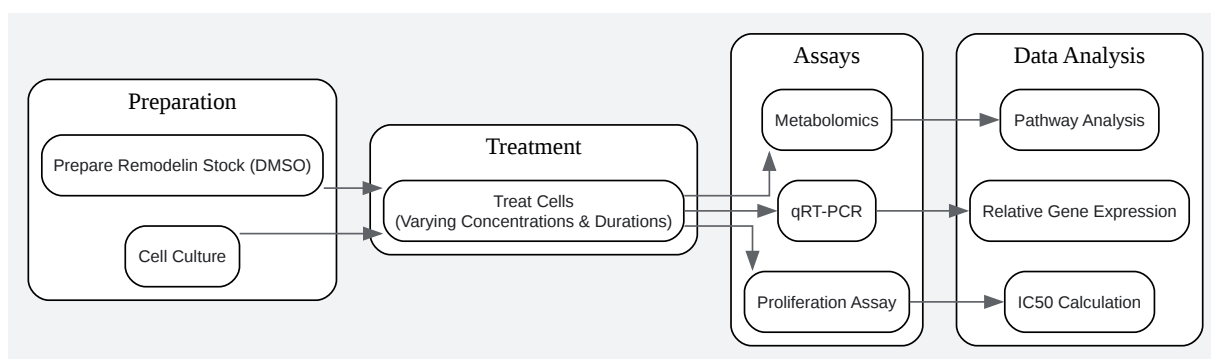 Preparation
Prepare Remodelin Stock (DMSO)
Cell Culture
Treatment
Treat Cells
(Varying Concentrations & Durations)
Assays
Metabolomics
qRT-PCR
Proliferation Assay
Data Analysis
Pathway Analysis
Relative Gene Expression
IC50 Calculation